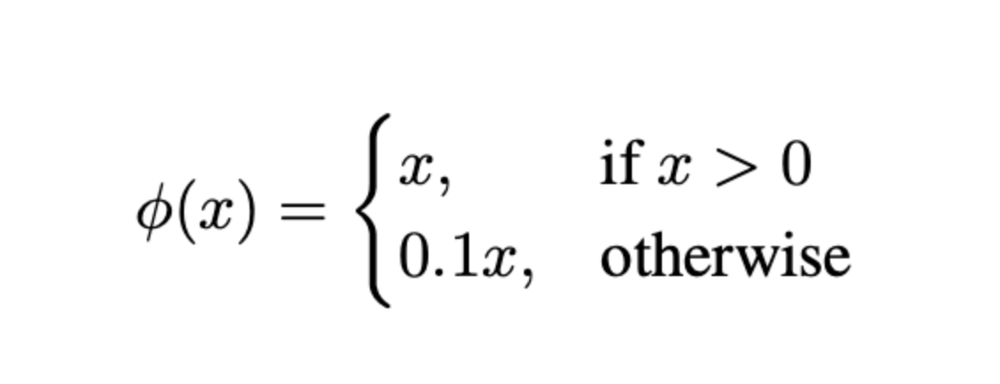 ϕ(x) = { x, if x > 0
0.1x, otherwise